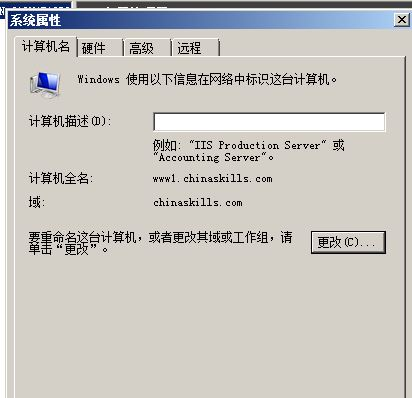 系统属性
计算机名 硬件 高级 远程
Windows 使用以下信息在网络中标识这台计算机。
计算机描述(D):
例如: "IIS Production Server" 或
"Accounting Server"。
计算机全名: www1.chinaskills.com
域: chinaskills.com
要重命名这台计算机，或者更改其域或工作组，请
单击“更改”。
更改(C)...